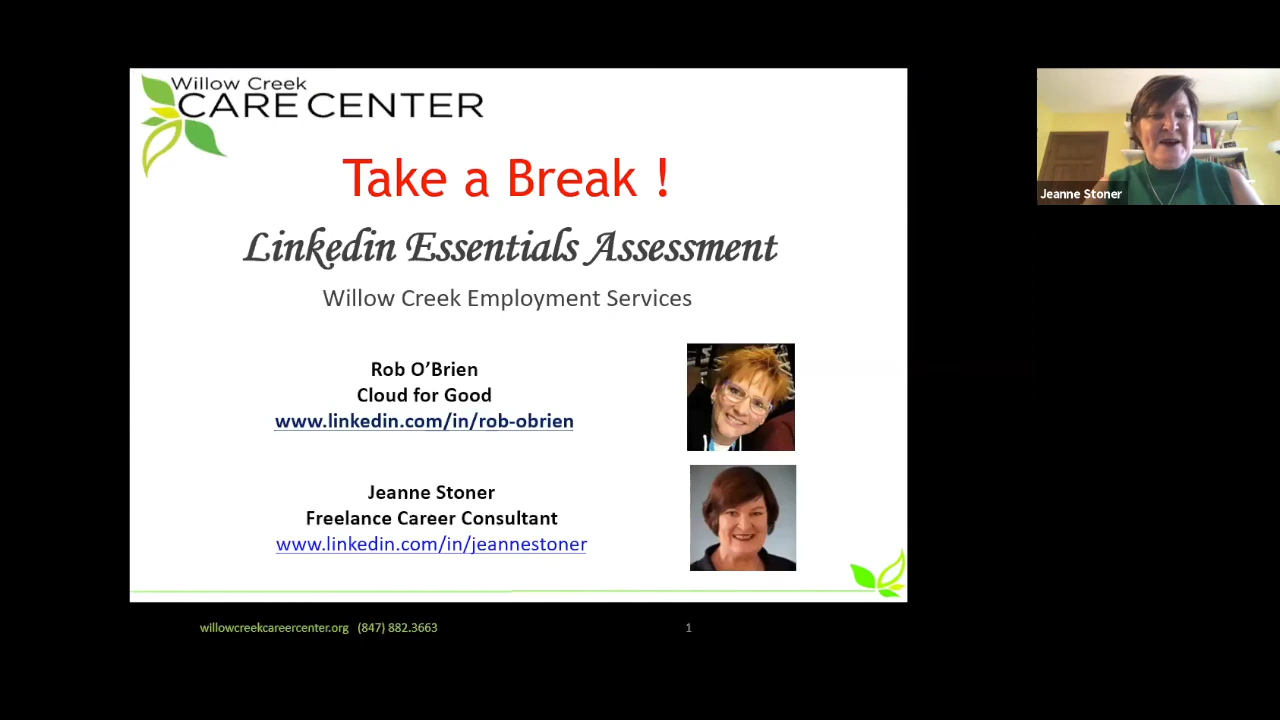 Willow Creek
CARE CENTER
Take a Break !
Linkedin Essentials Assessment
Willow Creek Employment Services
Rob O’Brien
Cloud for Good
www.linkedin.com/in/rob-obrien
Jeanne Stoner
Freelance Career Consultant
www.linkedin.com/in/jeannestoner
willowcreekcareercenter.org (847) 882.3663
1
Jeanne Stoner